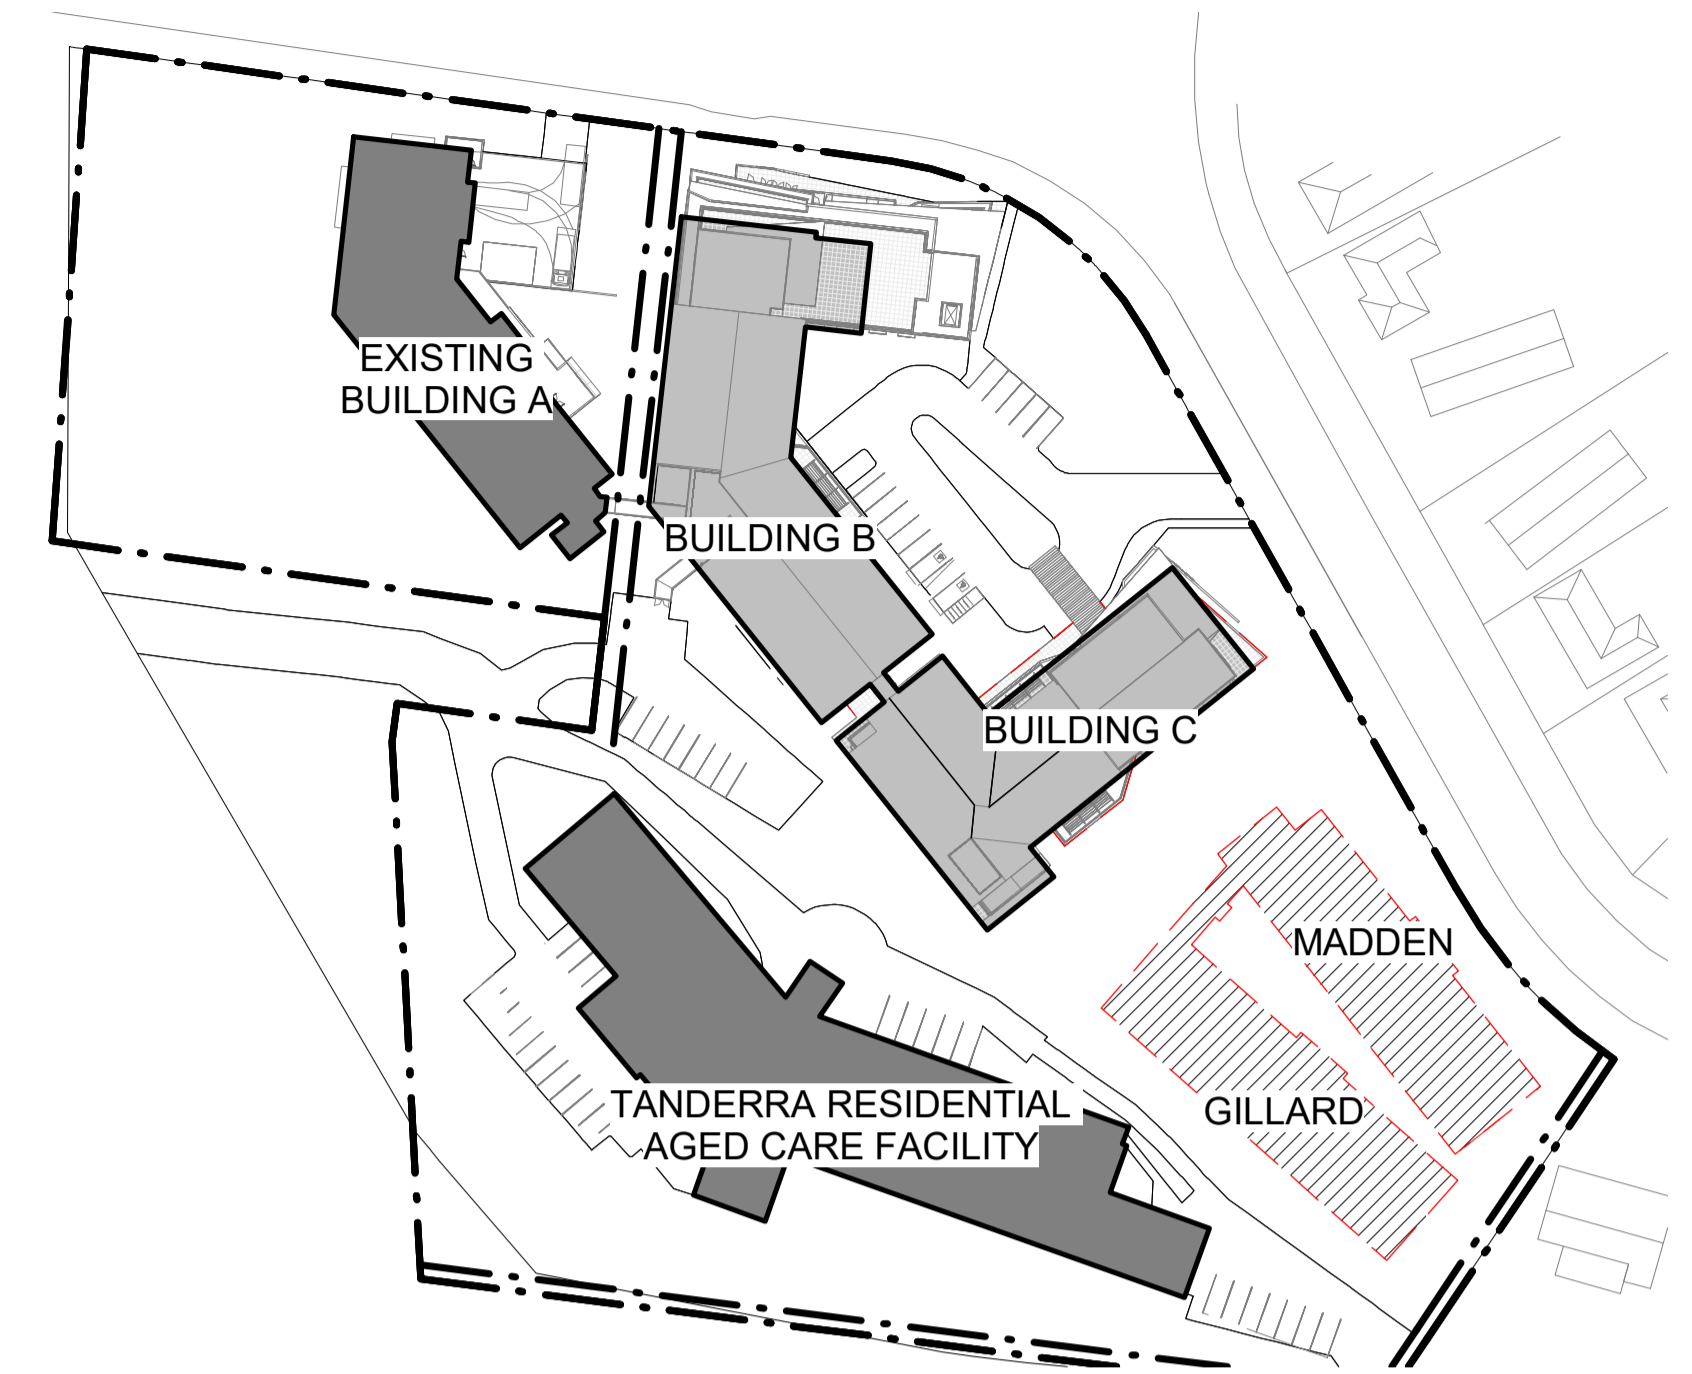 EXISTING
BUILDING A
BUILDING B
BUILDING C
MADDEN
GILLARD
TANDERRA RESIDENTIAL
AGED CARE FACILITY